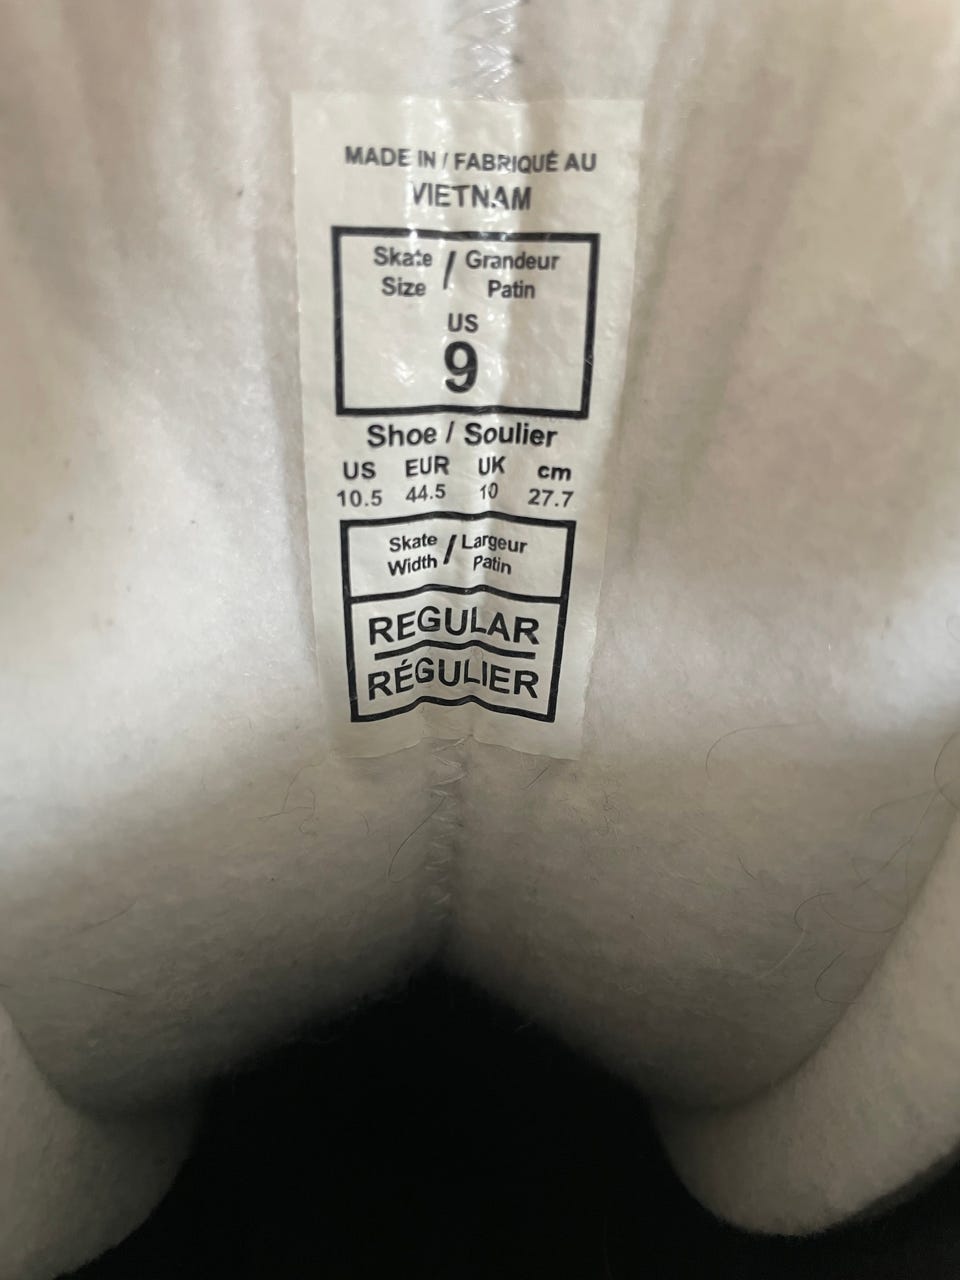 MADE IN / FABRIQUÉ AU
VIETNAM
Skate / Grandeur
Size Patin
US
9
Shoe / Soulier
US EUR UK cm
10.5 44.5 10 27.7
Skate / Largeur
Width Patin
REGULAR
RÉGULIER